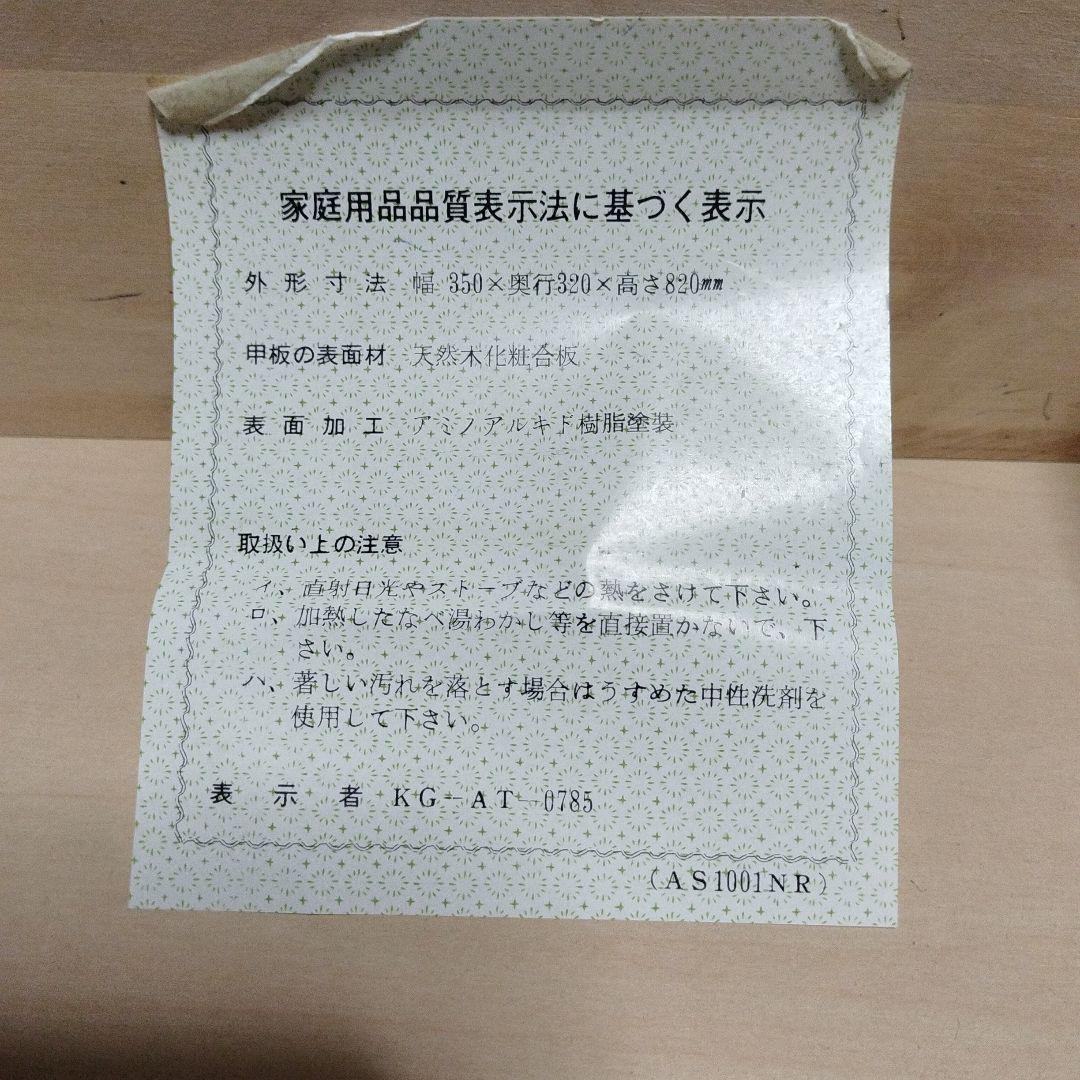 家庭用品品質表示法に基づく表示
外形寸法 幅 350×奥行320×高さ820㎜
甲板の表面材 天然木化粧合板
表面加工 アミノアルキド樹脂塗装
取扱い上の注意
イ、直射日光やストーブなどの熱をさけて下さい。
ロ、加熱したなべ湯わかし等を直接置かないで、下
さい。
ハ、著しい汚れを落とす場合はうすめた中性洗剤を
使用して下さい。
表示者 KG－AT－0785
(AS1001NR)